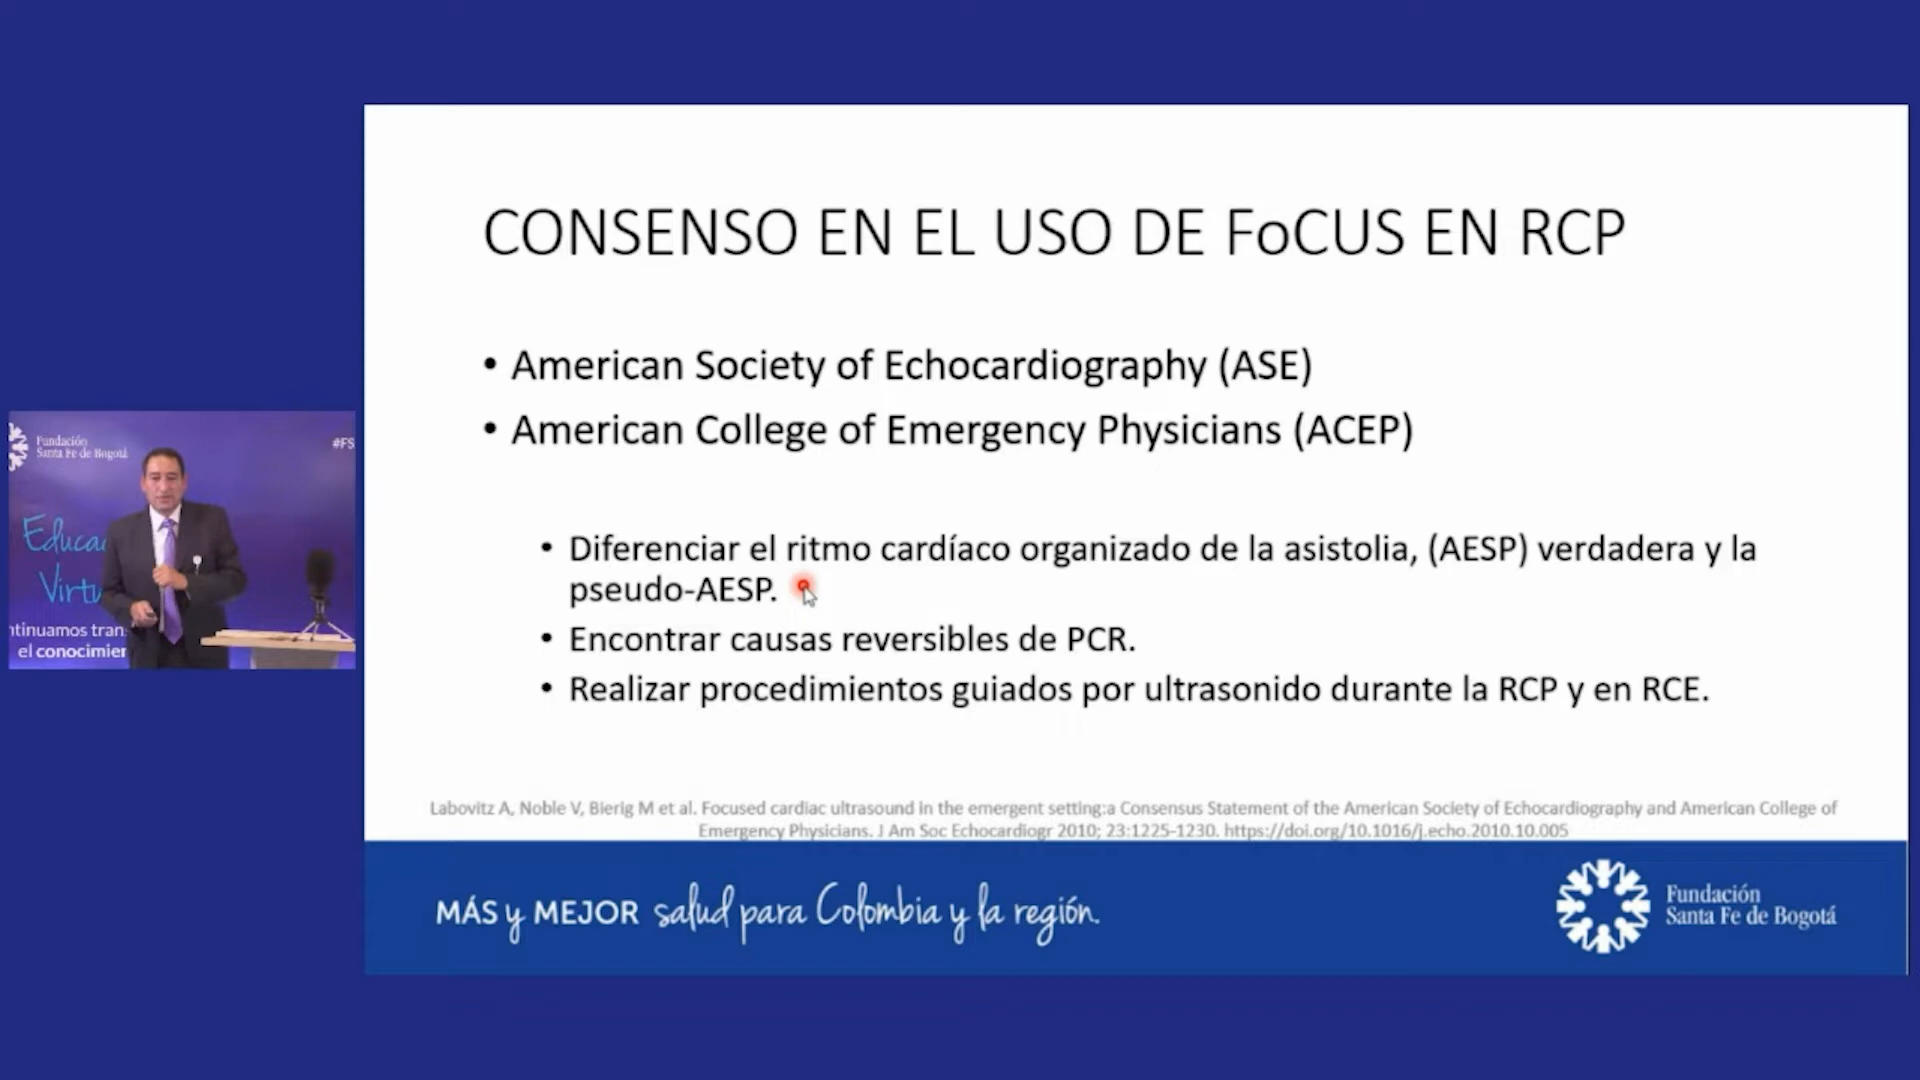 CONSENSO EN EL USO DE FoCUS EN RCP
• American Society of Echocardiography (ASE)
• American College of Emergency Physicians (ACEP)
• Diferenciar el ritmo cardíaco organizado de la asistolia, (AESP) verdadera y la
pseudo-AESP.
• Encontrar causas reversibles de PCR.
• Realizar procedimientos guiados por ultrasonido durante la RCP y en RCE.
Labovitz A, Noble V, Bierig M et al. Focused cardiac ultrasound in the emergent setting:a Consensus Statement of the American Society of Echocardiography and American College of
Emergency Physicians. J Am Soc Echocardiogr 2010; 23:1225-1230. https://doi.org/10.1016/j.echo.2010.10.005
MÁS y MEJOR salud para Colombia y la región.
Fundación
Santa Fe de Bogotá
Fundación
Santa Fe de Bogotá
#FS
Educac
Virtu
ntinuamos tran
el conocimier